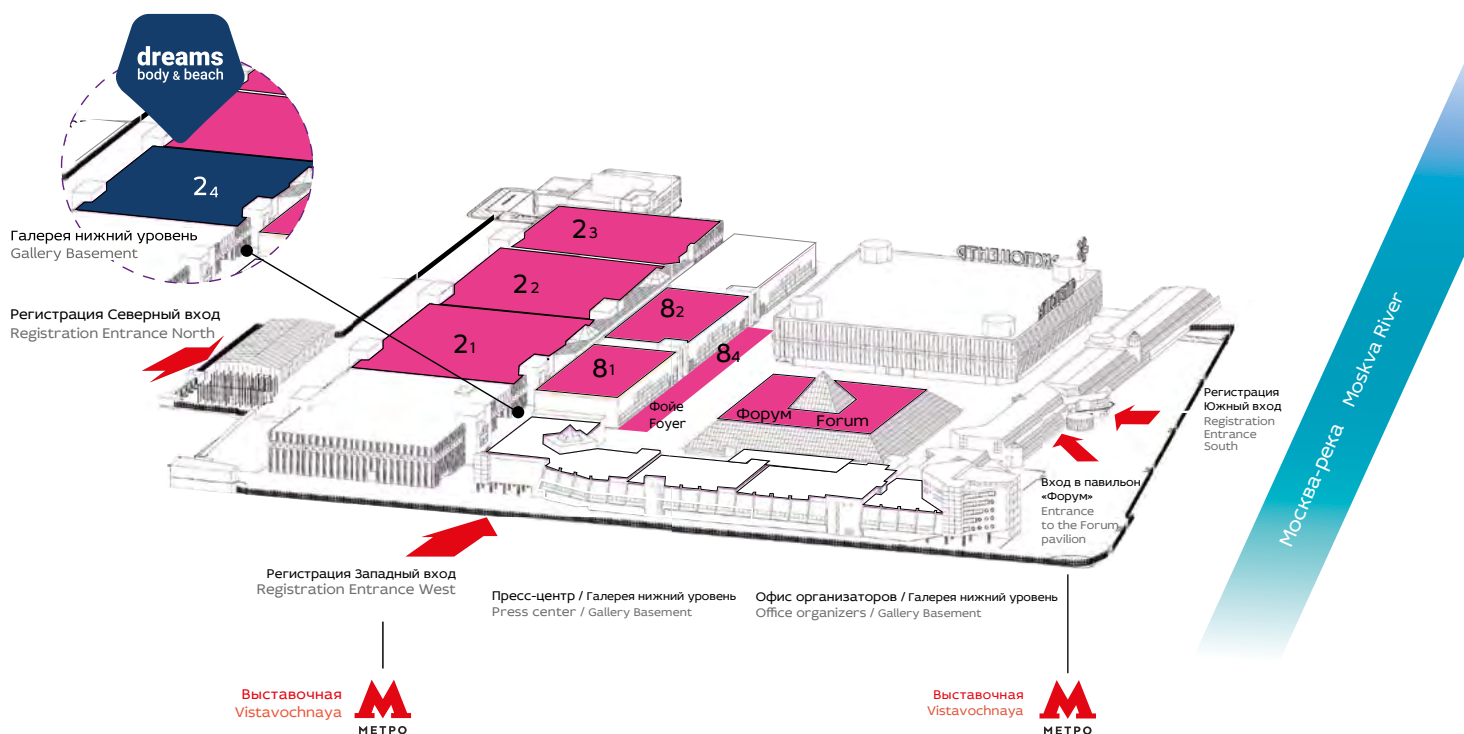 dreams
body & beach
24
Галерея нижний уровень
Gallery Basement
Регистрация Северный вход
Registration Entrance North
23
22
21
82
81
84
Фойе
Foyer
Форум
Forum
Регистрация
Южный вход
Registration
Entrance
South
Вход в павильон
«Форум»
Entrance
to the Forum
pavilion
Москва-река Moskva River
Регистрация Западный вход
Registration Entrance West
Пресс-центр / Галерея нижний уровень
Press center / Gallery Basement
Офис организаторов / Галерея нижний уровень
Office organizers / Gallery Basement
Выставочная
Vistavochnaya
МЕТРО
Выставочная
Vistavochnaya
МЕТРО